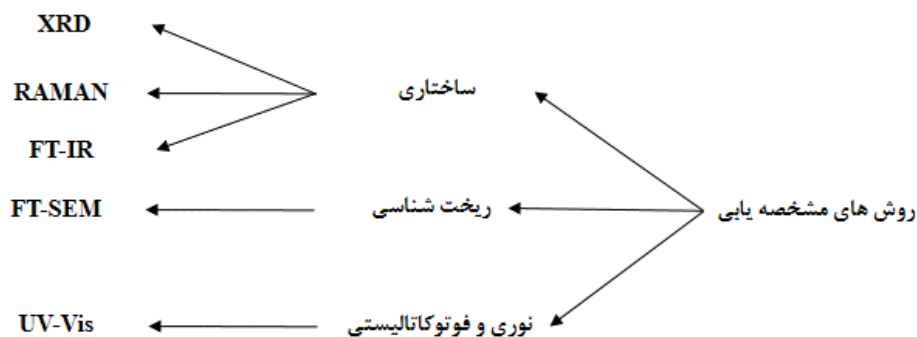 روش های مشخصه یابی
ساختاری
XRD
RAMAN
FT-IR
ریخت شناسی
FT-SEM
نوری و فوتوکاتالیستی
UV-Vis